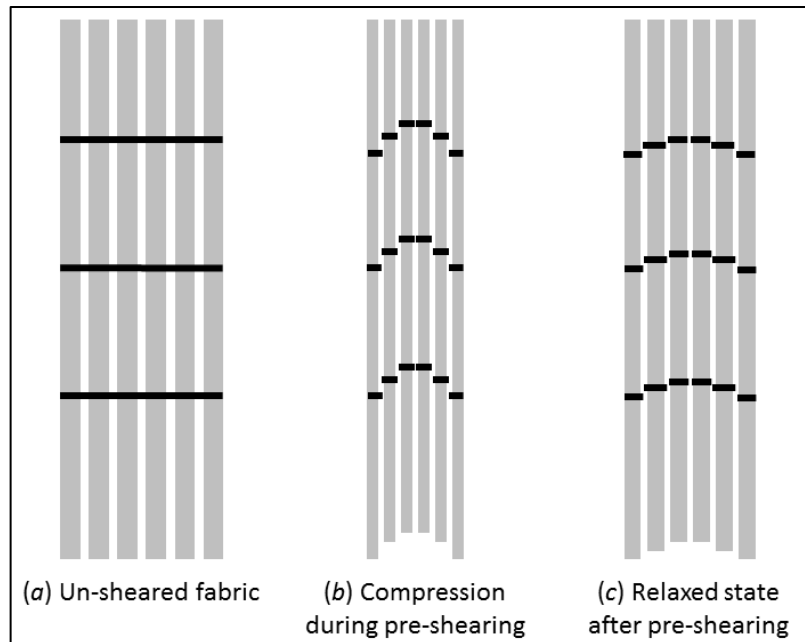 (a) Un-sheared fabric
(b) Compression
during pre-shearing
(c) Relaxed state
after pre-shearing